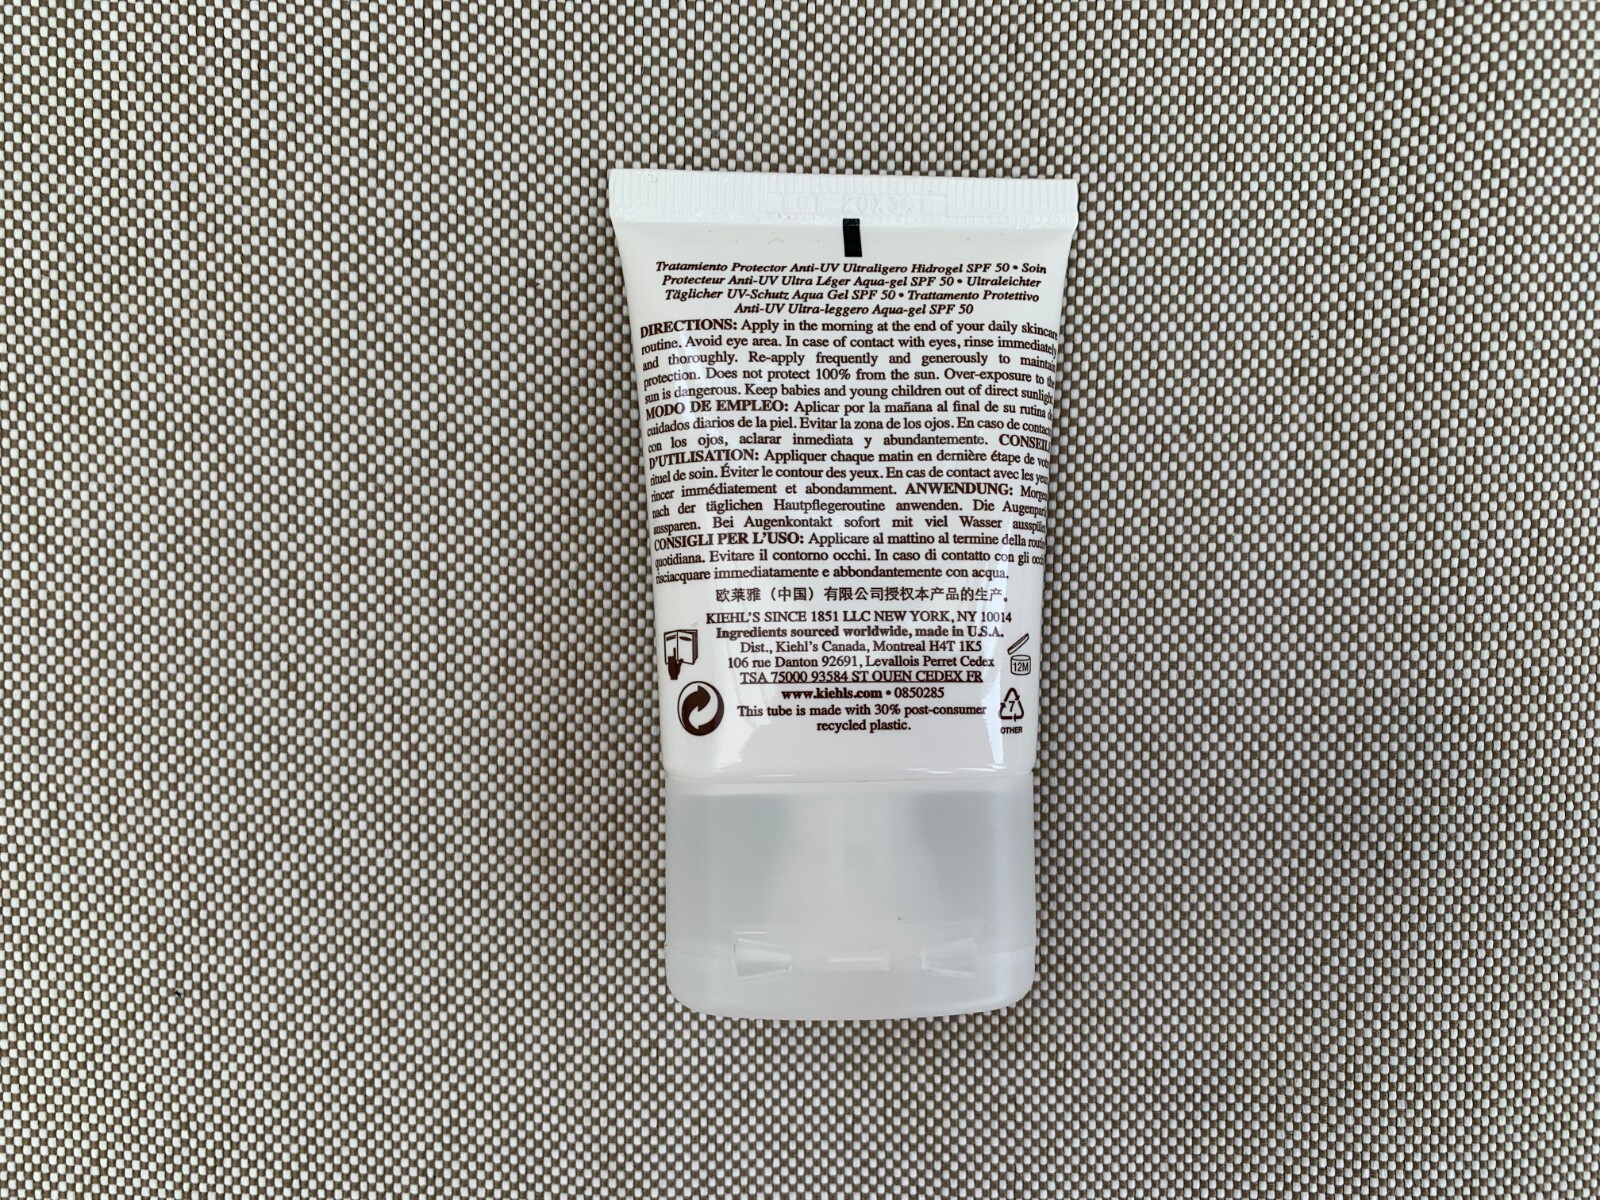 Tratamiento Protector Anti-UV Ultraligero Hidrogel SPF 50 • Soin
Protecteur Anti-UV Ultra Léger Aqua-gel SPF 50 • Ultraleichter
Täglicher UV-Schutz Aqua Gel SPF 50 • Trattamento Protettivo
Anti-UV Ultra-leggero Aqua-gel SPF 50
DIRECTIONS: Apply in the morning at the end of your daily skincare
routine. Avoid eye area. In case of contact with eyes, rinse immediately
and thoroughly. Re-apply frequently and generously to maintain
protection. Does not protect 100% from the sun. Over-exposure to the
sun is dangerous. Keep babies and young children out of direct sunlight.
MODO DE EMPLEO: Aplicar por la mañana al final de su rutina de
cuidados diarios de la piel. Evitar la zona de los ojos. En caso de contacto
con los ojos, aclarar inmediata y abundantemente. CONSEIL
D'UTILISATION: Appliquer chaque matin en dernière étape de votre
rituel de soin. Éviter le contour des yeux. En cas de contact avec les yeux,
rincer immédiatement et abondamment. ANWENDUNG: Morgens
nach der täglichen Hautpflegeroutine anwenden. Die Augenpartie
aussparen. Bei Augenkontakt sofort mit viel Wasser ausspülen.
CONSIGLI PER L'USO: Applicare al mattino al termine della routine
quotidiana. Evitare il contorno occhi. In caso di contatto con gli occhi
risciacquare immediatamente e abbondantemente con acqua.
欧莱雅（中国）有限公司授权本产品的生产。
KIEHL'S SINCE 1851 LLC NEW YORK, NY 10014
Ingredients sourced worldwide, made in U.S.A.
Dist., Kiehl's Canada, Montreal H4T 1K5
12M
106 rue Danton 92691, Levallois Perret Cedex
TSA 75000 93584 ST OUEN CEDEX FR
www.kiehls.com • 0850285
7
This tube is made with 30% post-consumer
recycled plastic.
OTHER